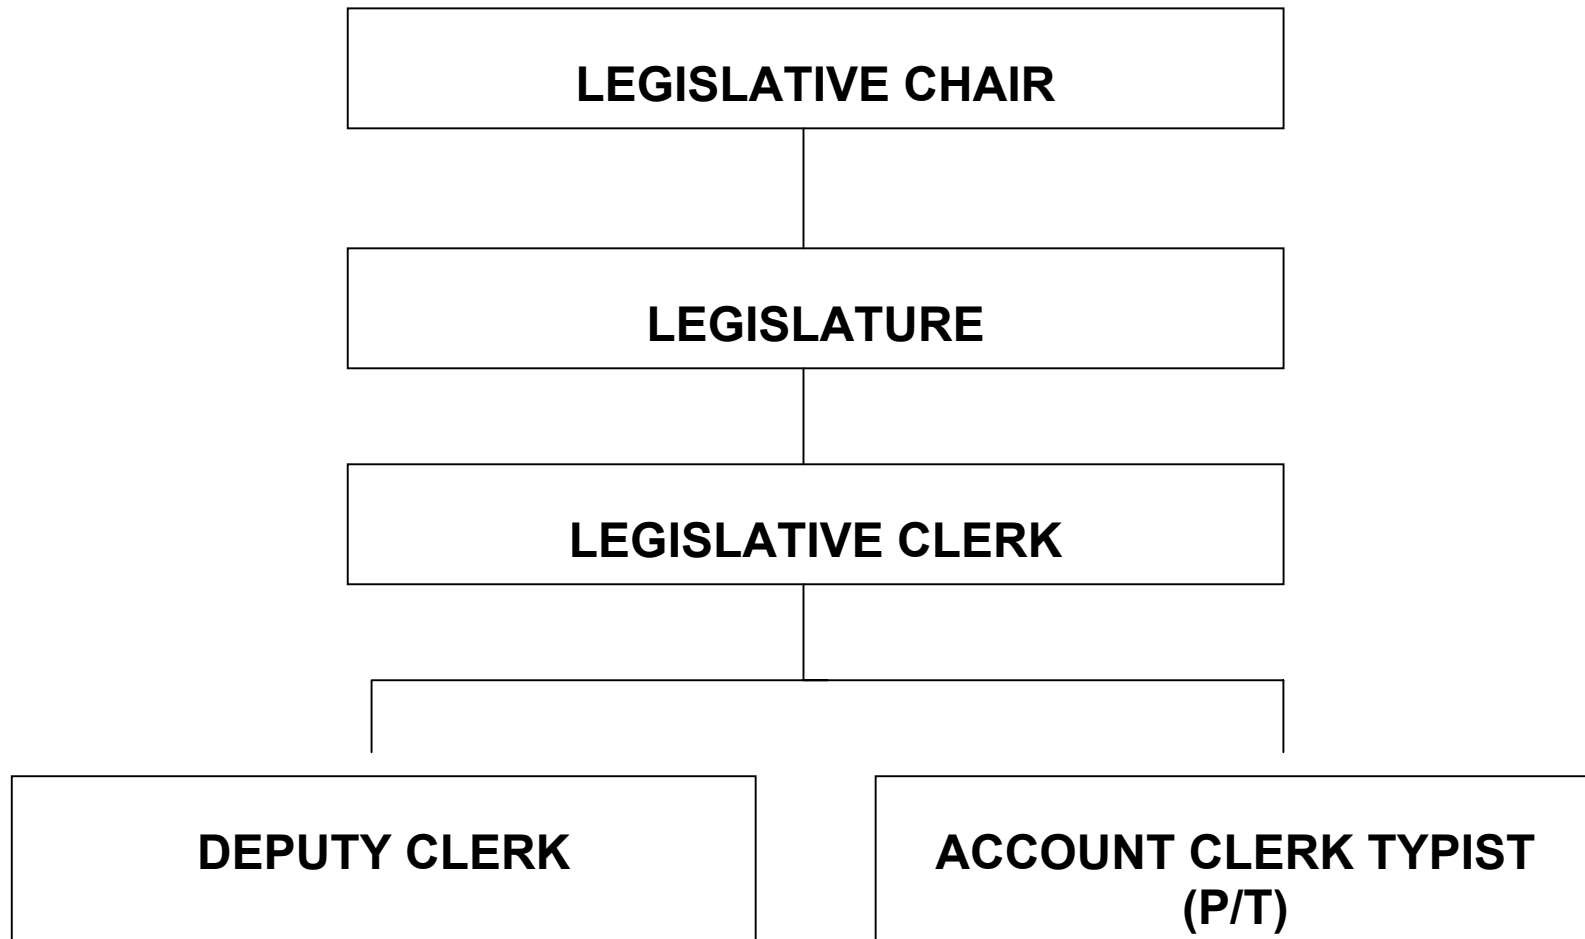 LEGISLATIVE CHAIR
LEGISLATURE
LEGISLATIVE CLERK
DEPUTY CLERK
ACCOUNT CLERK TYPIST
(P/T)